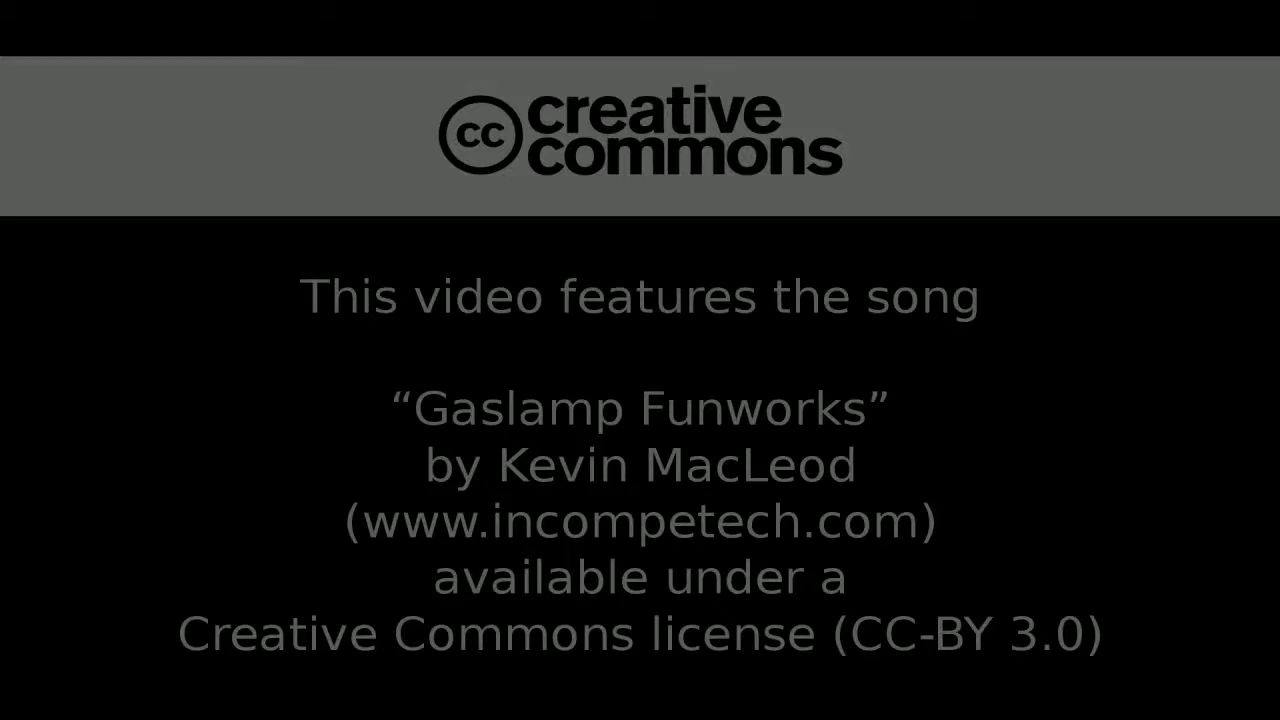 cc creative
commons
This video features the song
“Gaslamp Funworks”
by Kevin MacLeod
(www.incompetech.com)
available under a
Creative Commons license (CC-BY 3.0)